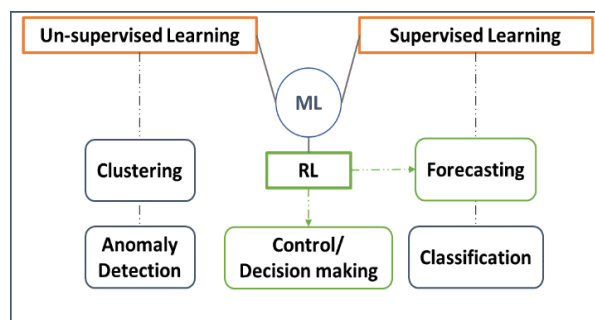 Un-supervised Learning
Supervised Learning
ML
Clustering
RL
Forecasting
Anomaly
Detection
Control/
Decision making
Classification